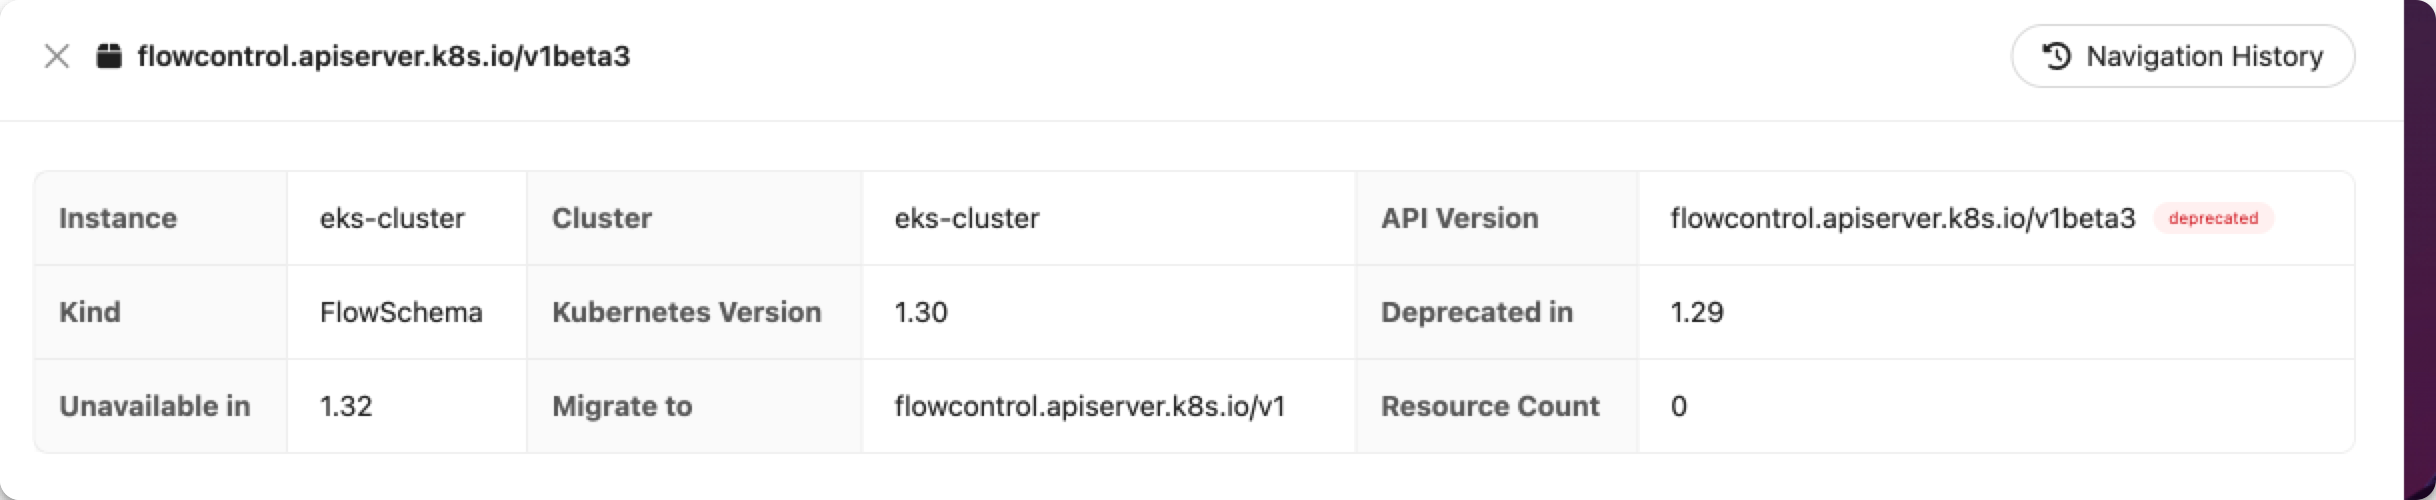 flowcontrol.apiserver.k8s.io/v1beta3
Navigation History
Instance eks-cluster Cluster eks-cluster API Version flowcontrol.apiserver.k8s.io/v1beta3 deprecated
Kind FlowSchema Kubernetes Version 1.30 Deprecated in 1.29
Unavailable in 1.32 Migrate to flowcontrol.apiserver.k8s.io/v1 Resource Count 0